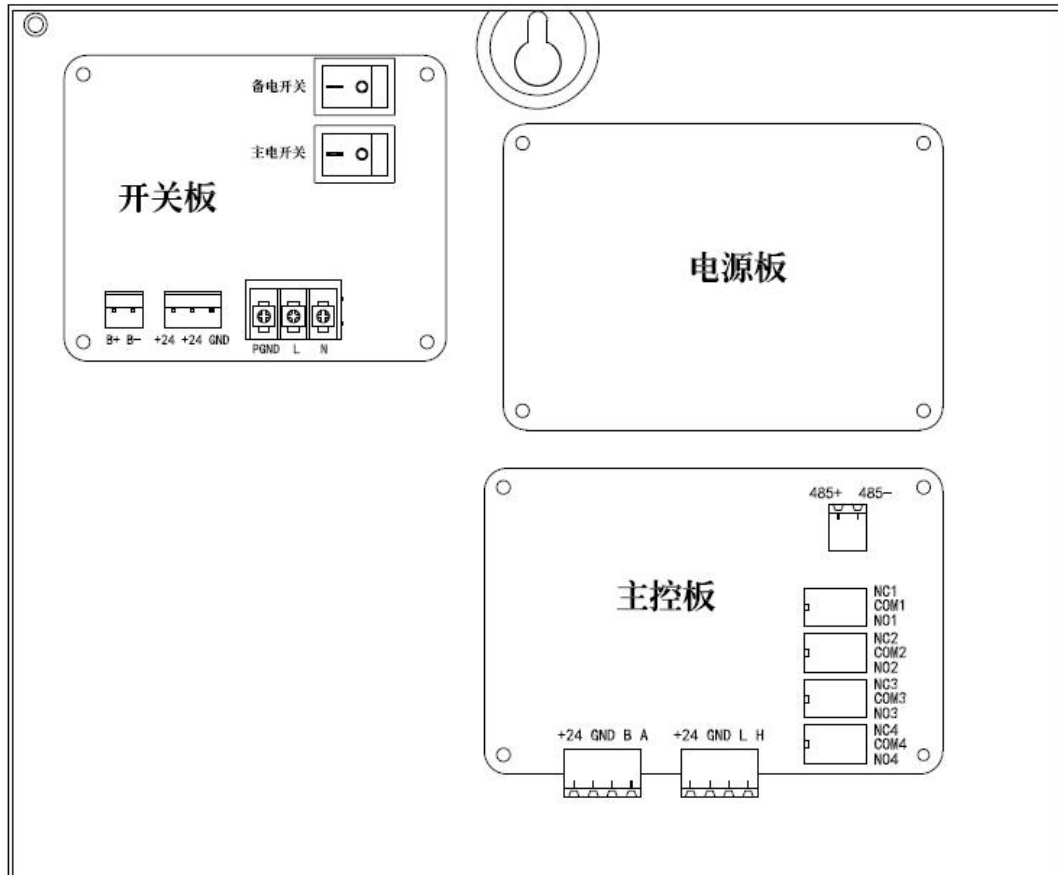 备电开关
主电开关
开关板
B+ B- +24 +24 GND
PGND L N
电源板
485+ 485-
主控板
NC1
COM1
NO1
NC2
COM2
NO2
NC3
COM3
NO3
NC4
COM4
NO4
+24 GND B A +24 GND L H